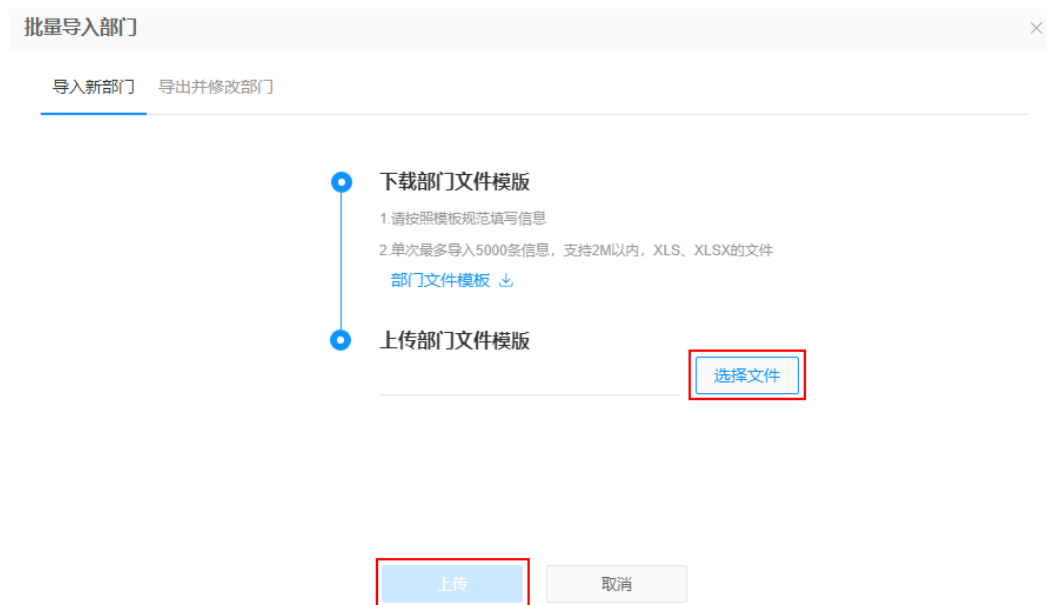 批量导入部门
导入新部门 导出并修改部门
下载部门文件模版
1.请按照模板规范填写信息
2.单次最多导入5000条信息，支持2M以内，XLS、XLSX的文件
部门文件模板
上传部门文件模版
选择文件
上传 取消